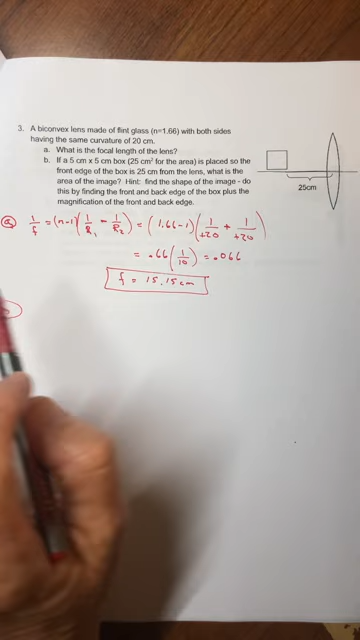 3. A biconvex lens made of flint glass (n=1.66) with both sides
having the same curvature of 20 cm.
a. What is the focal length of the lens?
b. If a 5 cm x 5 cm box (25 cm² for the area) is placed so the
front edge of the box is 25 cm from the lens, what is the
area of the image? Hint: find the shape of the image - do
this by finding the front and back edge of the box plus the
magnification of the front and back edge.
25cm
a 1/f = (n-1)(1/R₁ - 1/R₂) = (1.66-1)(1/+20 + 1/+20)
= .66(1/10) = .066
f = 15.15cm